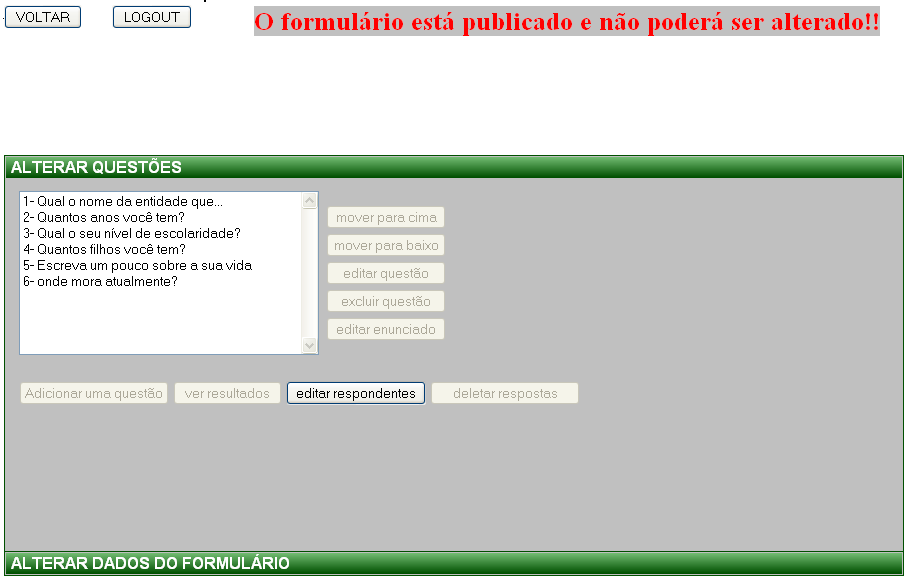 VOLTAR LOGOUT O formulário está publicado e não poderá ser alterado!!
ALTERAR QUESTÕES
1- Qual o nome da entidade que...
2- Quantos anos você tem?
3- Qual o seu nível de escolaridade?
4- Quantos filhos você tem?
5- Escreva um pouco sobre a sua vida
6- onde mora atualmente?
mover para cima
mover para baixo
editar questão
excluir questão
editar enunciado
Adicionar uma questão ver resultados editar respondentes deletar respostas
ALTERAR DADOS DO FORMULÁRIO